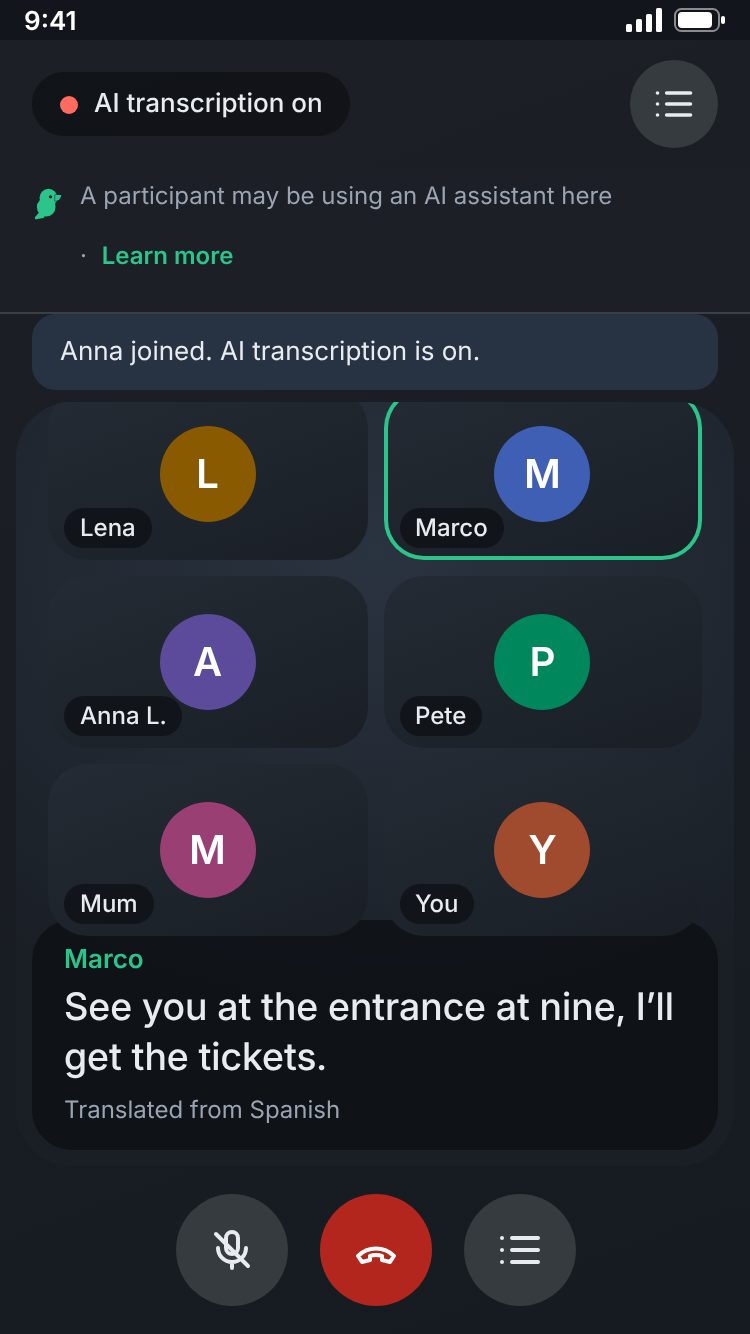 9:41
AI transcription on
A participant may be using an AI assistant here
· Learn more
Anna joined. AI transcription is on.
L
Lena
M
Marco
A
Anna L.
P
Pete
M
Mum
Y
You
Marco
See you at the entrance at nine, I’ll
get the tickets.
Translated from Spanish